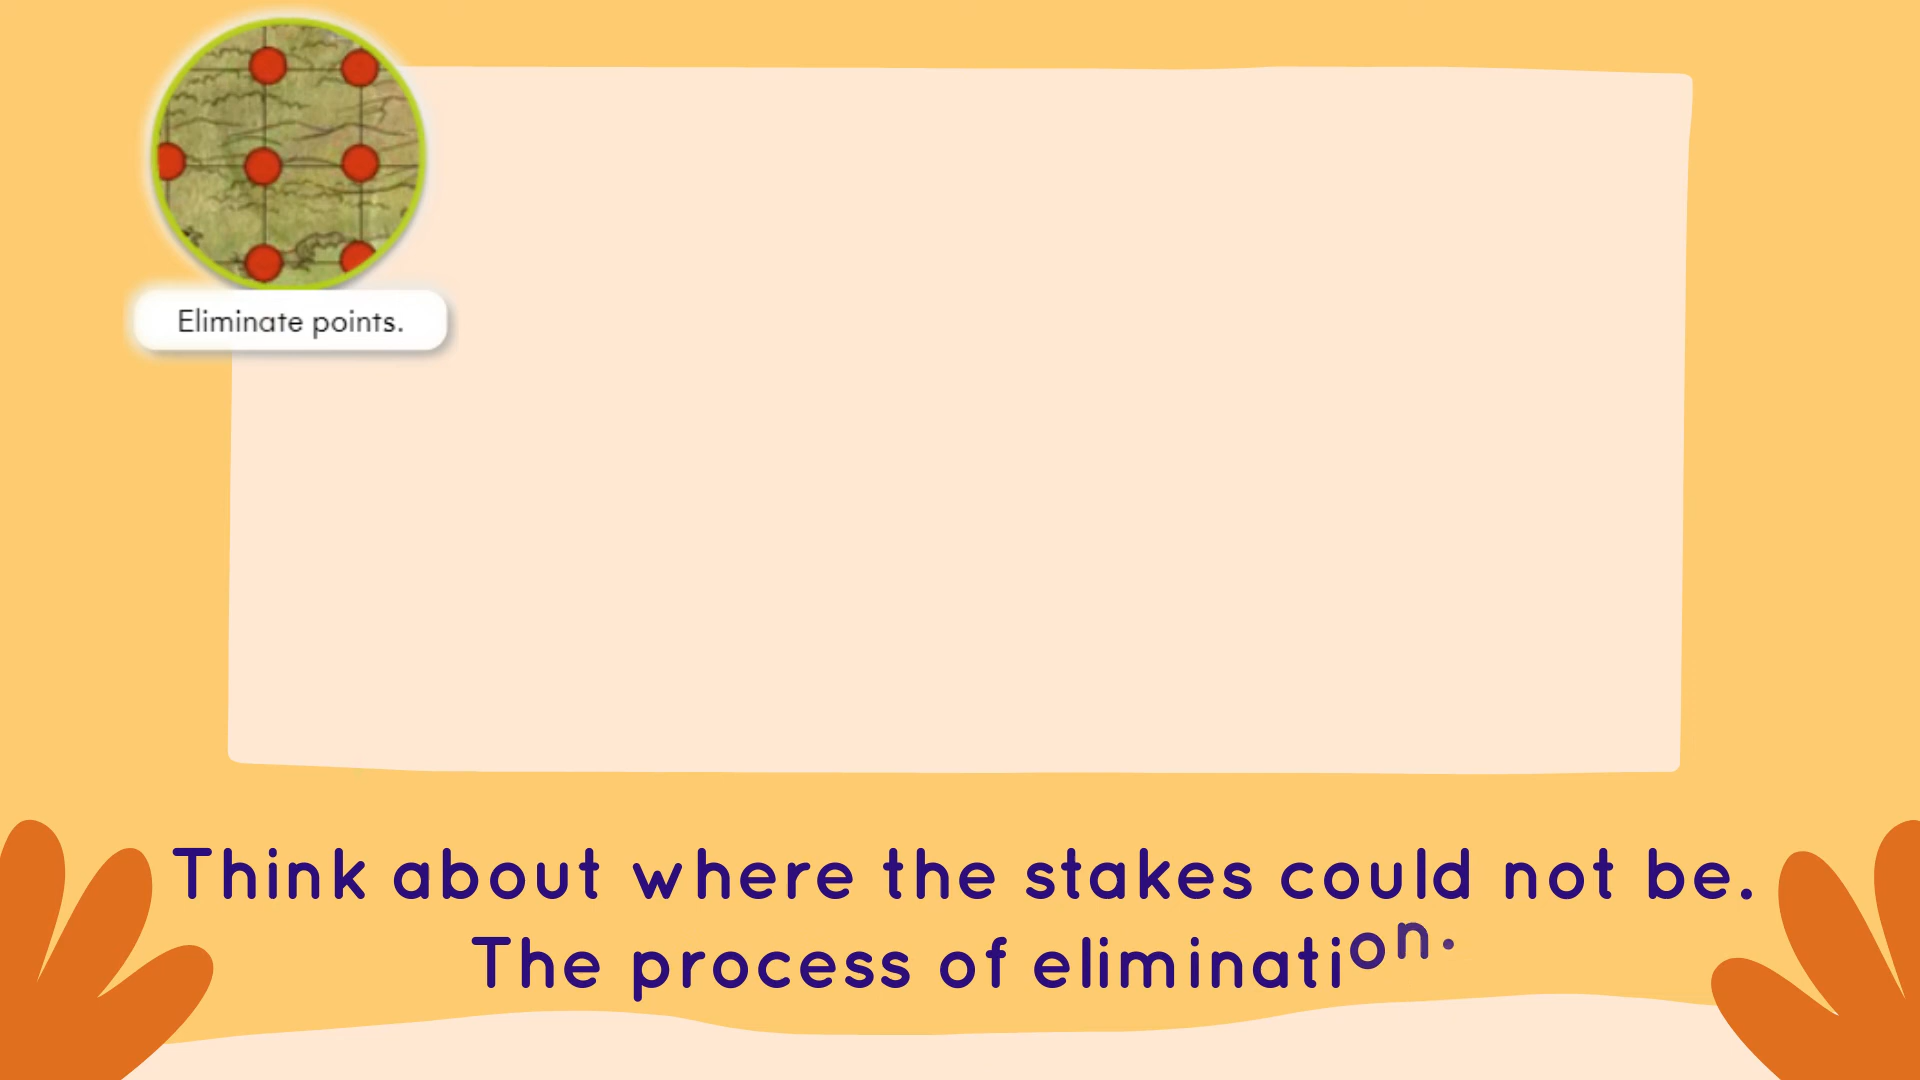 Eliminate points.
Think about where the stakes could not be.
The process of elimination.